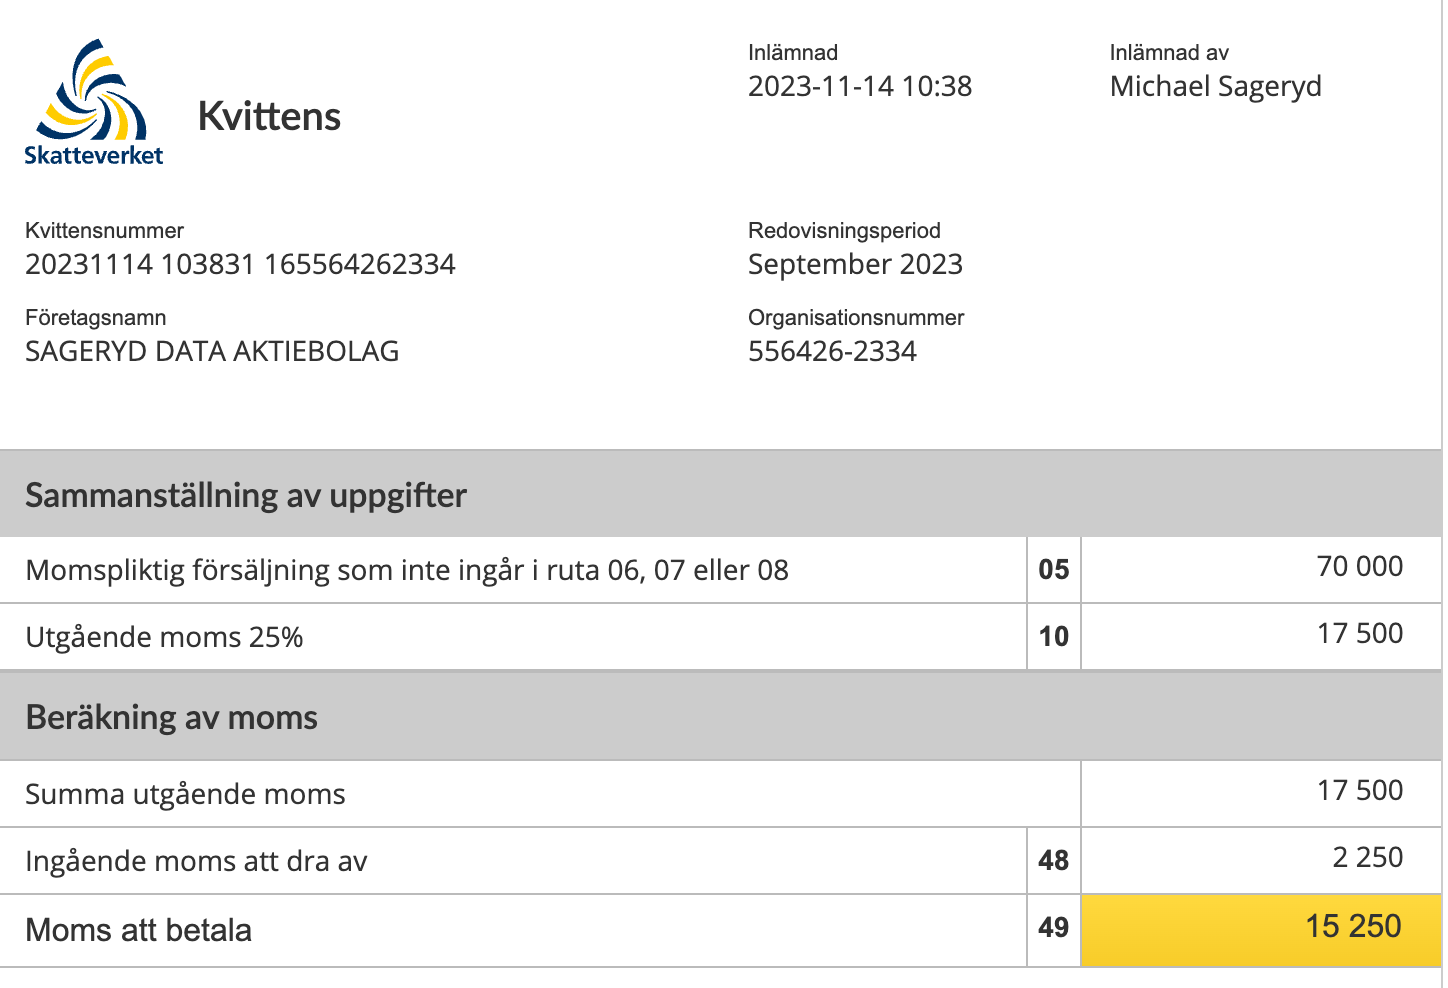 Skatteverket
Kvittens
Inlämnad
2023-11-14 10:38
Inlämnad av
Michael Sageryd
Kvittensnummer
20231114 103831 165564262334
Redovisningsperiod
September 2023
Företagsnamn
SAGERYD DATA AKTIEBOLAG
Organisationsnummer
556426-2334
Sammanställning av uppgifter
Momspliktig försäljning som inte ingår i ruta 06, 07 eller 08 05 70 000
Utgående moms 25% 10 17 500
Beräkning av moms
Summa utgående moms 17 500
Ingående moms att dra av 48 2 250
Moms att betala 49 15 250